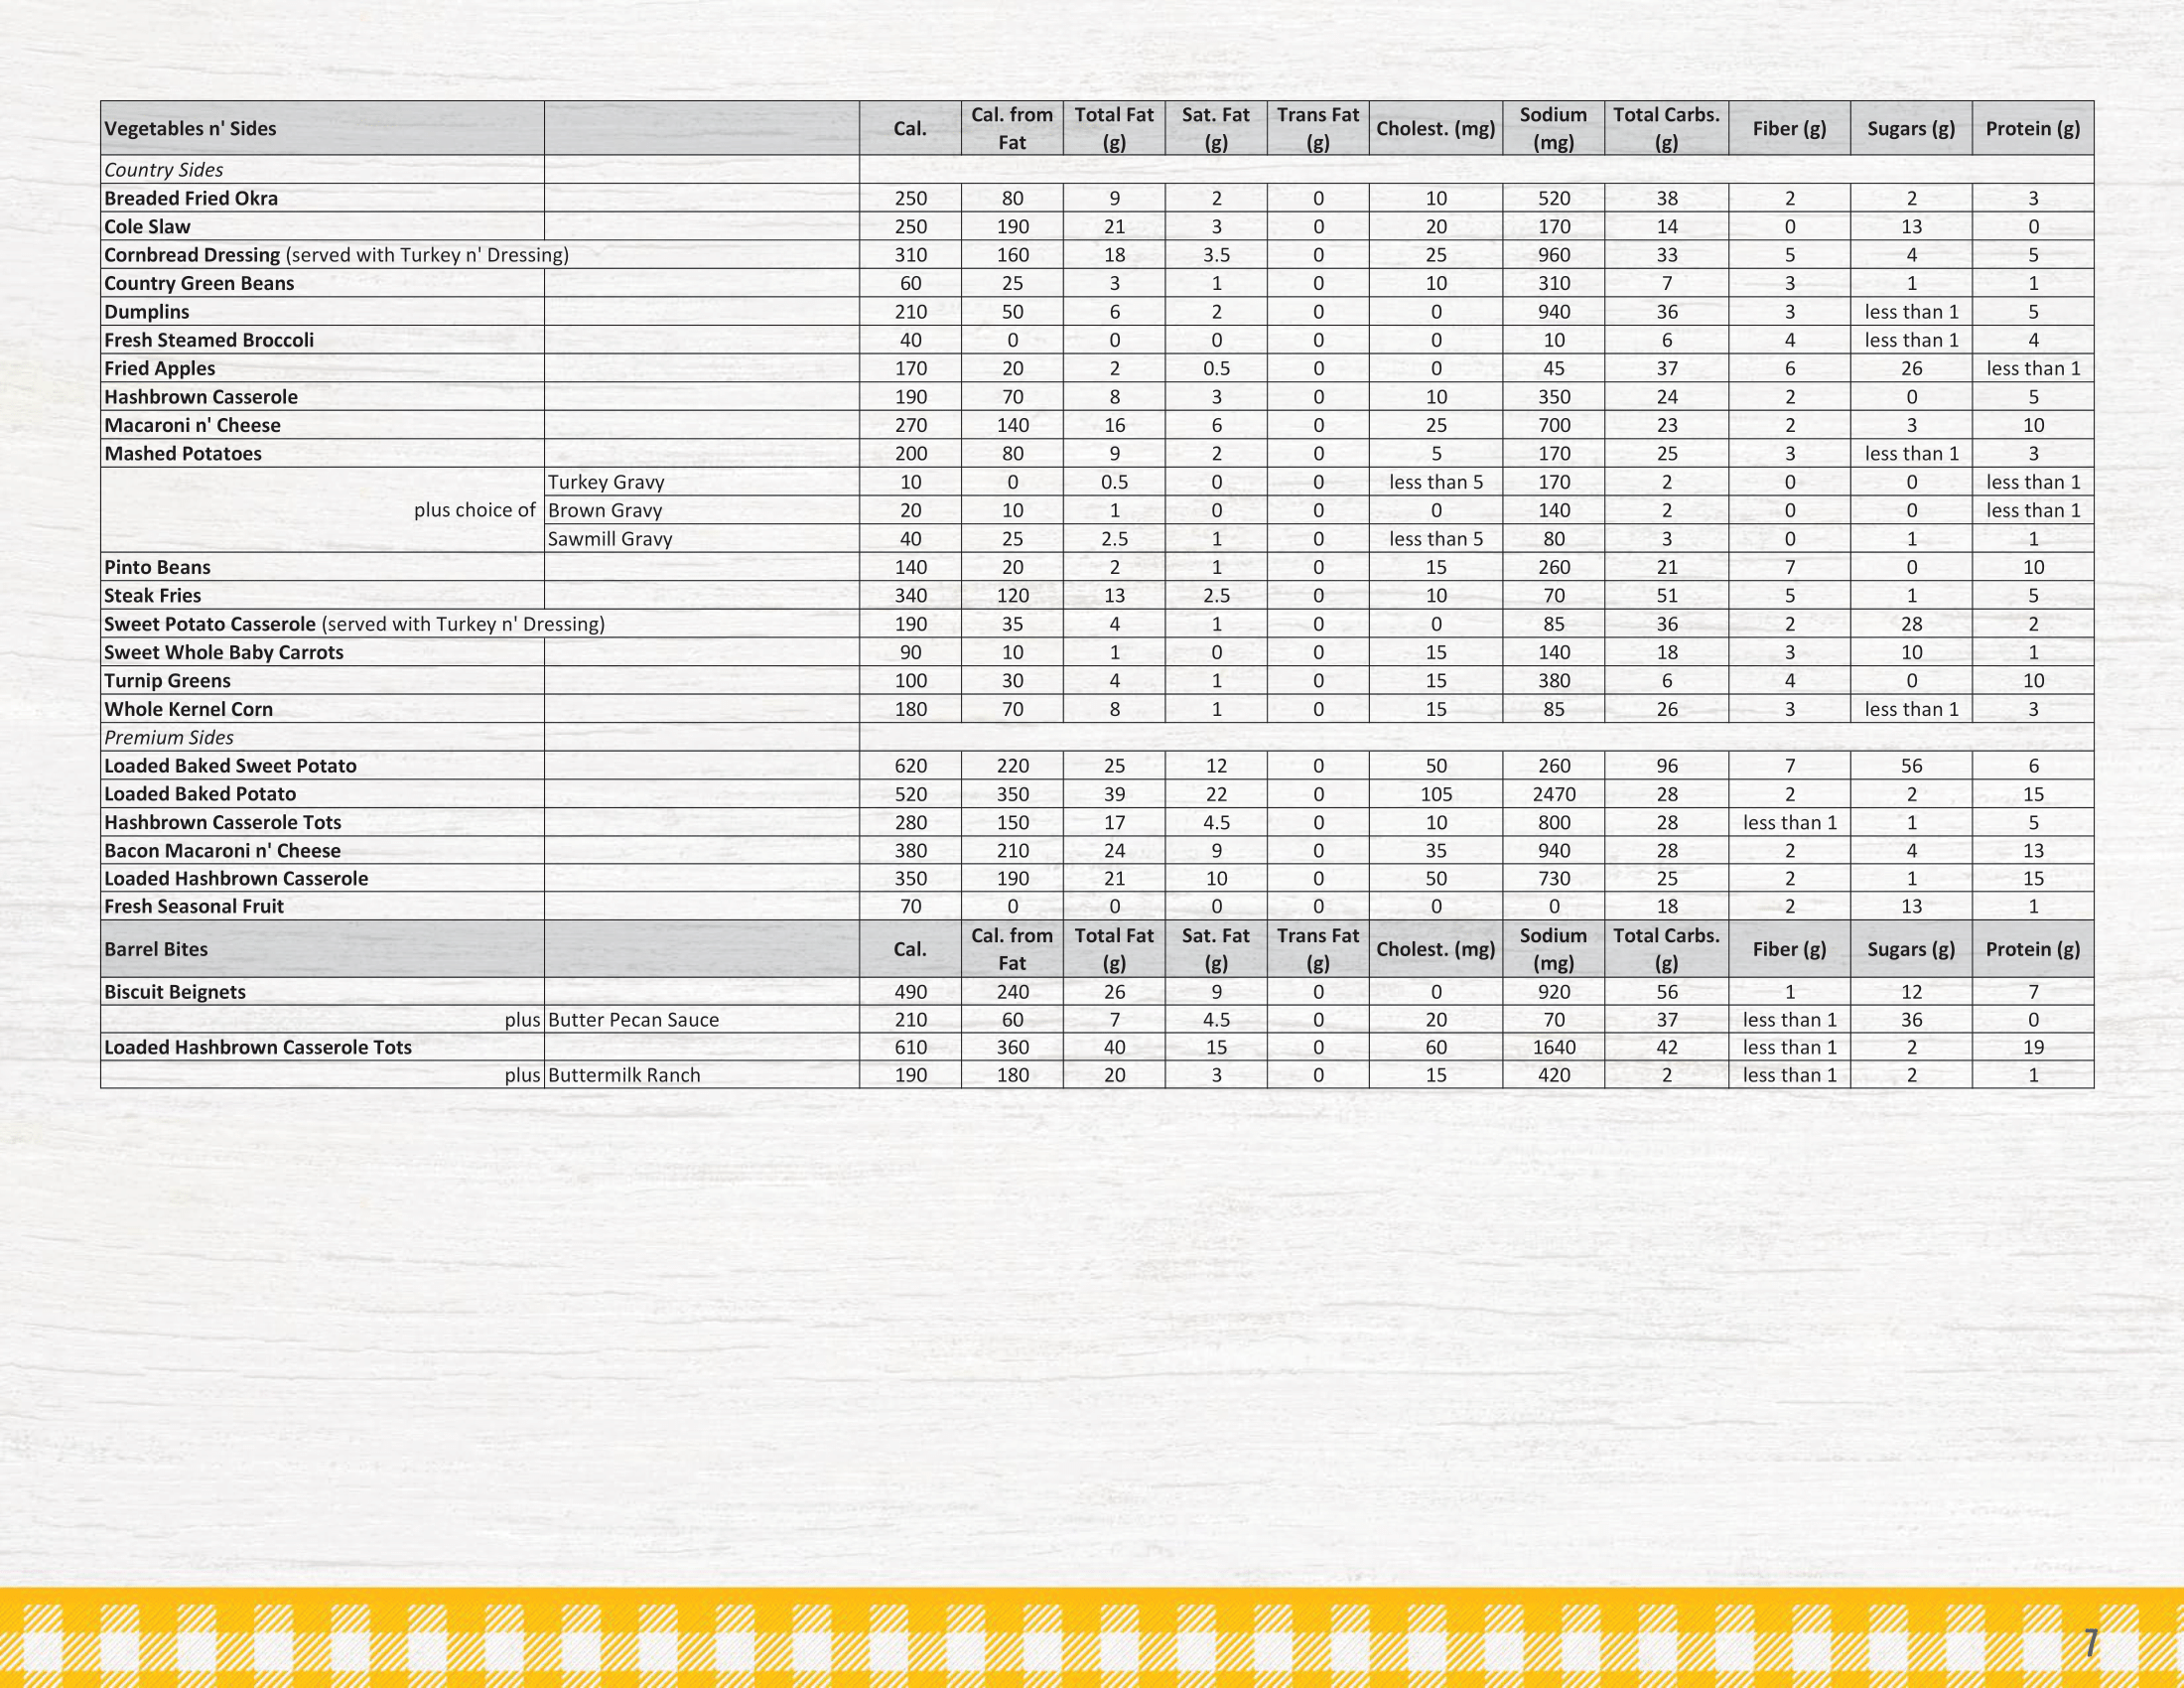 Vegetables n' Sides Cal. Cal. from Fat Total Fat (g) Sat. Fat (g) Trans Fat (g) Cholest. (mg) Sodium (mg) Total Carbs. (g) Fiber (g) Sugars (g) Protein (g)
Country Sides
Breaded Fried Okra 250 80 9 2 0 10 520 38 2 2 3
Cole Slaw 250 190 21 3 0 20 170 14 0 13 0
Cornbread Dressing (served with Turkey n' Dressing) 310 160 18 3.5 0 25 960 33 5 4 5
Country Green Beans 60 25 3 1 0 10 310 7 3 1 1
Dumplins 210 50 6 2 0 0 940 36 3 less than 1 5
Fresh Steamed Broccoli 40 0 0 0 0 0 10 6 4 less than 1 4
Fried Apples 170 20 2 0.5 0 0 45 37 6 26 less than 1
Hashbrown Casserole 190 70 8 3 0 10 350 24 2 0 5
Macaroni n' Cheese 270 140 16 6 0 25 700 23 2 3 10
Mashed Potatoes 200 80 9 2 0 5 170 25 3 less than 1 3
Turkey Gravy 10 0 0.5 0 0 less than 5 170 2 0 0 less than 1
plus choice of Brown Gravy 20 10 1 0 0 0 140 2 0 0 less than 1
Sawmill Gravy 40 25 2.5 1 0 less than 5 80 3 0 1 1
Pinto Beans 140 20 2 1 0 15 260 21 7 0 10
Steak Fries 340 120 13 2.5 0 10 70 51 5 1 5
Sweet Potato Casserole (served with Turkey n' Dressing) 190 35 4 1 0 0 85 36 2 28 2
Sweet Whole Baby Carrots 90 10 1 0 0 15 140 18 3 10 1
Turnip Greens 100 30 4 1 0 15 380 6 4 0 10
Whole Kernel Corn 180 70 8 1 0 15 85 26 3 less than 1 3
Premium Sides
Loaded Baked Sweet Potato 620 220 25 12 0 50 260 96 7 56 6
Loaded Baked Potato 520 350 39 22 0 105 2470 28 2 2 15
Hashbrown Casserole Tots 280 150 17 4.5 0 10 800 28 less than 1 1 5
Bacon Macaroni n' Cheese 380 210 24 9 0 35 940 28 2 4 13
Loaded Hashbrown Casserole 350 190 21 10 0 50 730 25 2 1 15
Fresh Seasonal Fruit 70 0 0 0 0 0 0 18 2 13 1
Barrel Bites Cal. Cal. from Fat Total Fat (g) Sat. Fat (g) Trans Fat (g) Cholest. (mg) Sodium (mg) Total Carbs. (g) Fiber (g) Sugars (g) Protein (g)
Biscuit Beignets 490 240 26 9 0 0 920 56 1 12 7
plus Butter Pecan Sauce 210 60 7 4.5 0 20 70 37 less than 1 36 0
Loaded Hashbrown Casserole Tots 610 360 40 15 0 60 1640 42 less than 1 2 19
plus Buttermilk Ranch 190 180 20 3 0 15 420 2 less than 1 2 1
7